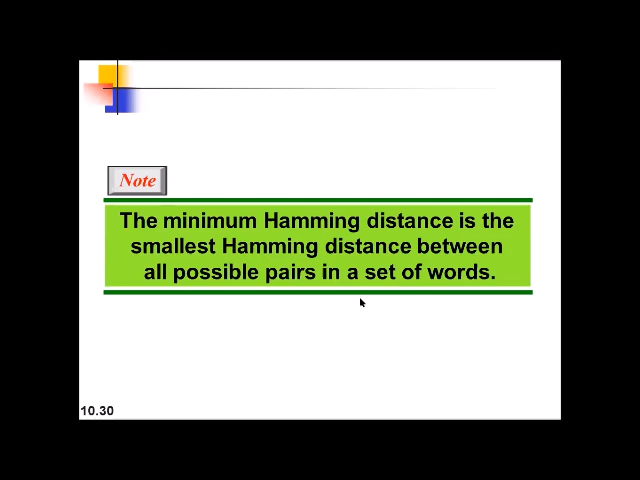 Note
The minimum Hamming distance is the
smallest Hamming distance between
all possible pairs in a set of words.
10.30